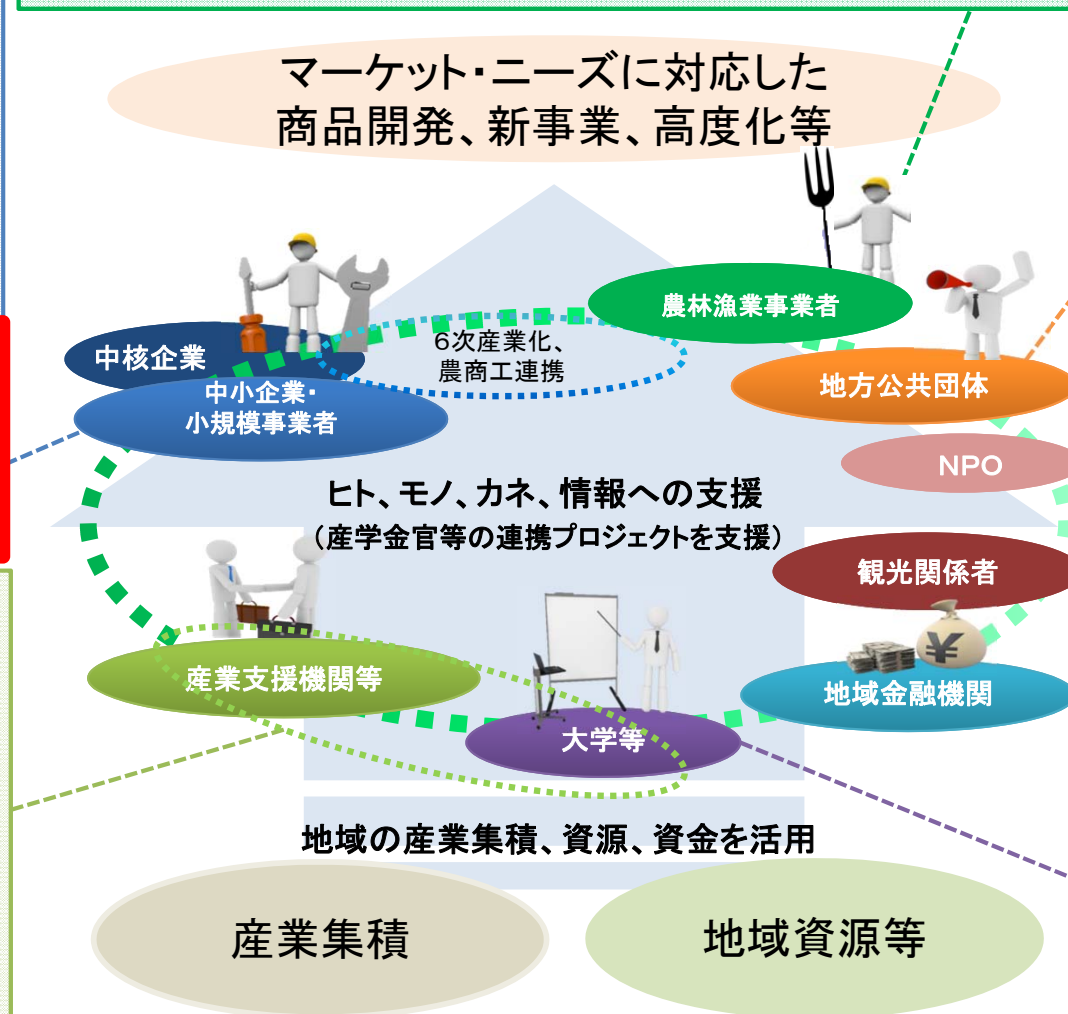 マーケット・ニーズに対応した
商品開発、新事業、高度化等
農林漁業事業者
中核企業
6次産業化、
農商工連携
中小企業・
小規模事業者
地方公共団体
NPO
ヒト、モノ、カネ、情報への支援
（産学金官等の連携プロジェクトを支援）
観光関係者
産業支援機関等
地域金融機関
¥
大学等
地域の産業集積、資源、資金を活用
産業集積
地域資源等